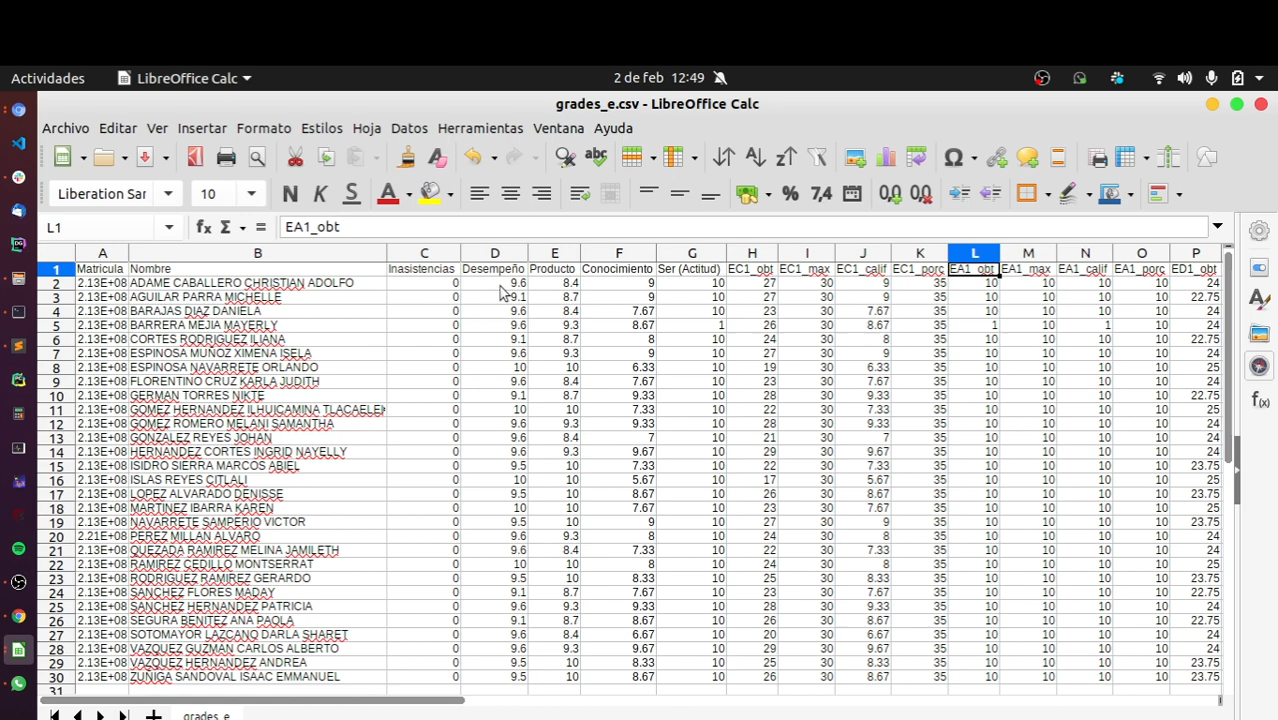 Actividades LibreOffice Calc 2 de feb 12:49
grades_e.csv - LibreOffice Calc
Archivo Editar Ver Insertar Formato Estilos Hoja Datos Herramientas Ventana Ayuda
Liberation Sar 10 N K S A % 7,4 0,0 0,0
L1 fx Σ = EA1_obt
A B C D E F G H I J K L M N O P
1 Matricula Nombre Inasistencias Desempeño Producto Conocimiento Ser (Actitud) EC1_obt EC1_max EC1_calif EC1_porc EA1_obt EA1_max EA1_calif EA1_porc ED1_obt
2 2.13E+08 ADAME CABALLERO CHRISTIAN ADOLFO 0 9.6 8.4 9 10 27 30 9 35 10 10 10 10 24
3 2.13E+08 AGUILAR PARRA MICHELLE 0 9.1 8.7 9 10 27 30 9 35 10 10 10 10 22.75
4 2.13E+08 BARAJAS DIAZ DANIELA 0 9.6 8.4 7.67 10 23 30 7.67 35 10 10 10 10 24
5 2.13E+08 BARRERA MEJIA MAYERLY 0 9.6 9.3 8.67 1 26 30 8.67 35 1 10 1 10 24
6 2.13E+08 CORTES RODRIGUEZ ILIANA 0 9.1 8.7 8 10 24 30 8 35 10 10 10 10 22.75
7 2.13E+08 ESPINOSA MUÑOZ XIMENA ISELA 0 9.6 9.3 9 10 27 30 9 35 10 10 10 10 24
8 2.13E+08 ESPINOSA NAVARRETE ORLANDO 0 10 10 6.33 10 19 30 6.33 35 10 10 10 10 25
9 2.13E+08 FLORENTINO CRUZ KARLA JUDITH 0 9.6 8.4 7.67 10 23 30 7.67 35 10 10 10 10 24
10 2.13E+08 GERMAN TORRES NIKTE 0 9.1 8.7 9.33 10 28 30 9.33 35 10 10 10 10 22.75
11 2.13E+08 GOMEZ HERNANDEZ ILHUICAMINA TLACAELEL 0 10 10 7.33 10 22 30 7.33 35 10 10 10 10 25
12 2.13E+08 GOMEZ ROMERO MELANI SAMANTHA 0 9.6 9.3 9.33 10 28 30 9.33 35 10 10 10 10 24
13 2.13E+08 GONZALEZ REYES JOHAN 0 9.6 8.4 7 10 21 30 7 35 10 10 10 10 24
14 2.13E+08 HERNANDEZ CORTES INGRID NAYELLY 0 9.6 9.3 9.67 10 29 30 9.67 35 10 10 10 10 24
15 2.13E+08 ISIDRO SIERRA MARCOS ABIEL 0 9.5 10 7.33 10 22 30 7.33 35 10 10 10 10 23.75
16 2.13E+08 ISLAS REYES CITLALI 0 10 10 5.67 10 17 30 5.67 35 10 10 10 10 25
17 2.13E+08 LOPEZ ALVARADO DENISSE 0 9.5 10 8.67 10 26 30 8.67 35 10 10 10 10 23.75
18 2.13E+08 MARTINEZ IBARRA KAREN 0 10 10 7.67 10 23 30 7.67 35 10 10 10 10 25
19 2.13E+08 NAVARRETE SAMPERIO VICTOR 0 9.5 10 9 10 27 30 9 35 10 10 10 10 23.75
20 2.21E+08 PEREZ MILLAN ALVARO 0 9.6 9.3 8 10 24 30 8 35 10 10 10 10 24
21 2.13E+08 QUEZADA RAMIREZ MELINA JAMILETH 0 9.6 8.4 7.33 10 22 30 7.33 35 10 10 10 10 24
22 2.13E+08 RAMIREZ CEDILLO MONTSERRAT 0 10 10 8 10 24 30 8 35 10 10 10 10 25
23 2.13E+08 RODRIGUEZ RAMIREZ GERARDO 0 9.5 10 8.33 10 25 30 8.33 35 10 10 10 10 23.75
24 2.13E+08 SANCHEZ FLORES MADAY 0 9.1 8.7 7.67 10 23 30 7.67 35 10 10 10 10 22.75
25 2.13E+08 SANCHEZ HERNANDEZ PATRICIA 0 9.6 9.3 9.33 10 28 30 9.33 35 10 10 10 10 24
26 2.13E+08 SEGURA BENITEZ ANA PAOLA 0 9.1 8.7 8.67 10 26 30 8.67 35 10 10 10 10 22.75
27 2.13E+08 SOTOMAYOR LAZCANO DARLA SHARET 0 9.6 8.4 6.67 10 20 30 6.67 35 10 10 10 10 24
28 2.13E+08 VAZQUEZ GUZMAN CARLOS ALBERTO 0 9.6 9.3 9.67 10 29 30 9.67 35 10 10 10 10 24
29 2.13E+08 VAZQUEZ HERNANDEZ ANDREA 0 9.5 10 8.33 10 25 30 8.33 35 10 10 10 10 23.75
30 2.13E+08 ZUÑIGA SANDOVAL ISAAC EMMANUEL 0 9.5 10 8.67 10 26 30 8.67 35 10 10 10 10 23.75
31
grades_e